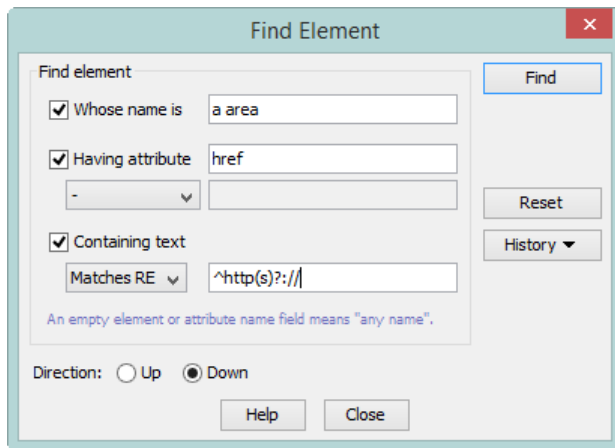 Find Element
Find element
Find
Whose name is a area
Having attribute href
-
Reset
Containing text
History
Matches RE ^http(s)?://
An empty element or attribute name field means "any name".
Direction: Up Down
Help Close